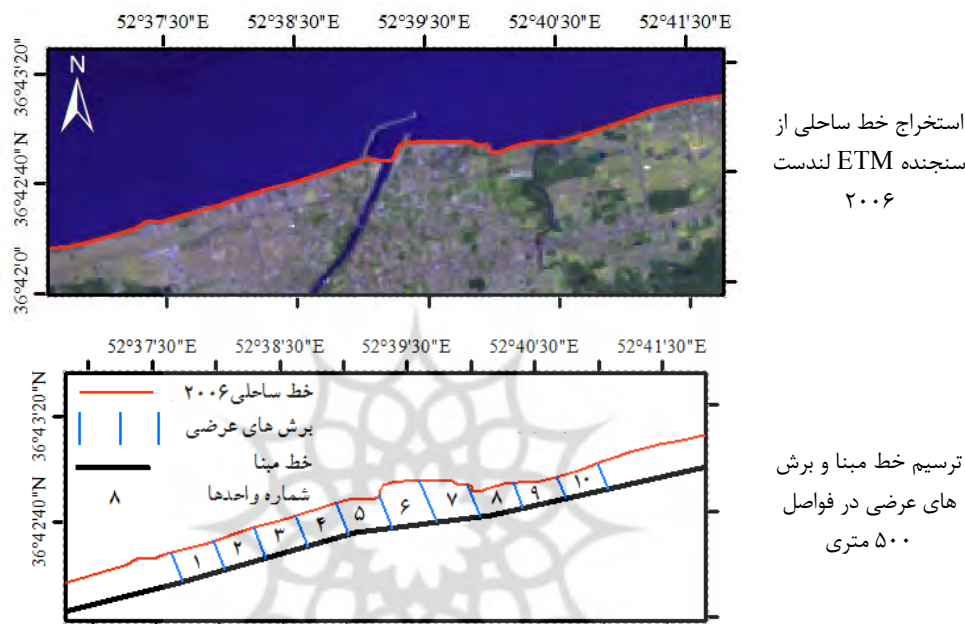 52°37'30"E 52°38'30"E 52°39'30"E 52°40'30"E 52°41'30"E
36°43'20"N
36°42'40"N
36°42'0"N
N
استخراج خط ساحلی از
سنجنده ETM لندست
۲۰۰۶
52°37'30"E 52°38'30"E 52°39'30"E 52°40'30"E 52°41'30"E
36°43'20"N
36°42'40"N
خط ساحلی۲۰۰۶
برش های عرضی
خط مبنا
شماره واحدها ۸
۱ ۲ ۳ ۴ ۵ ۶ ۷ ۸ ۹ ۱۰
ترسیم خط مبنا و برش
های عرضی در فواصل
۵۰۰ متری